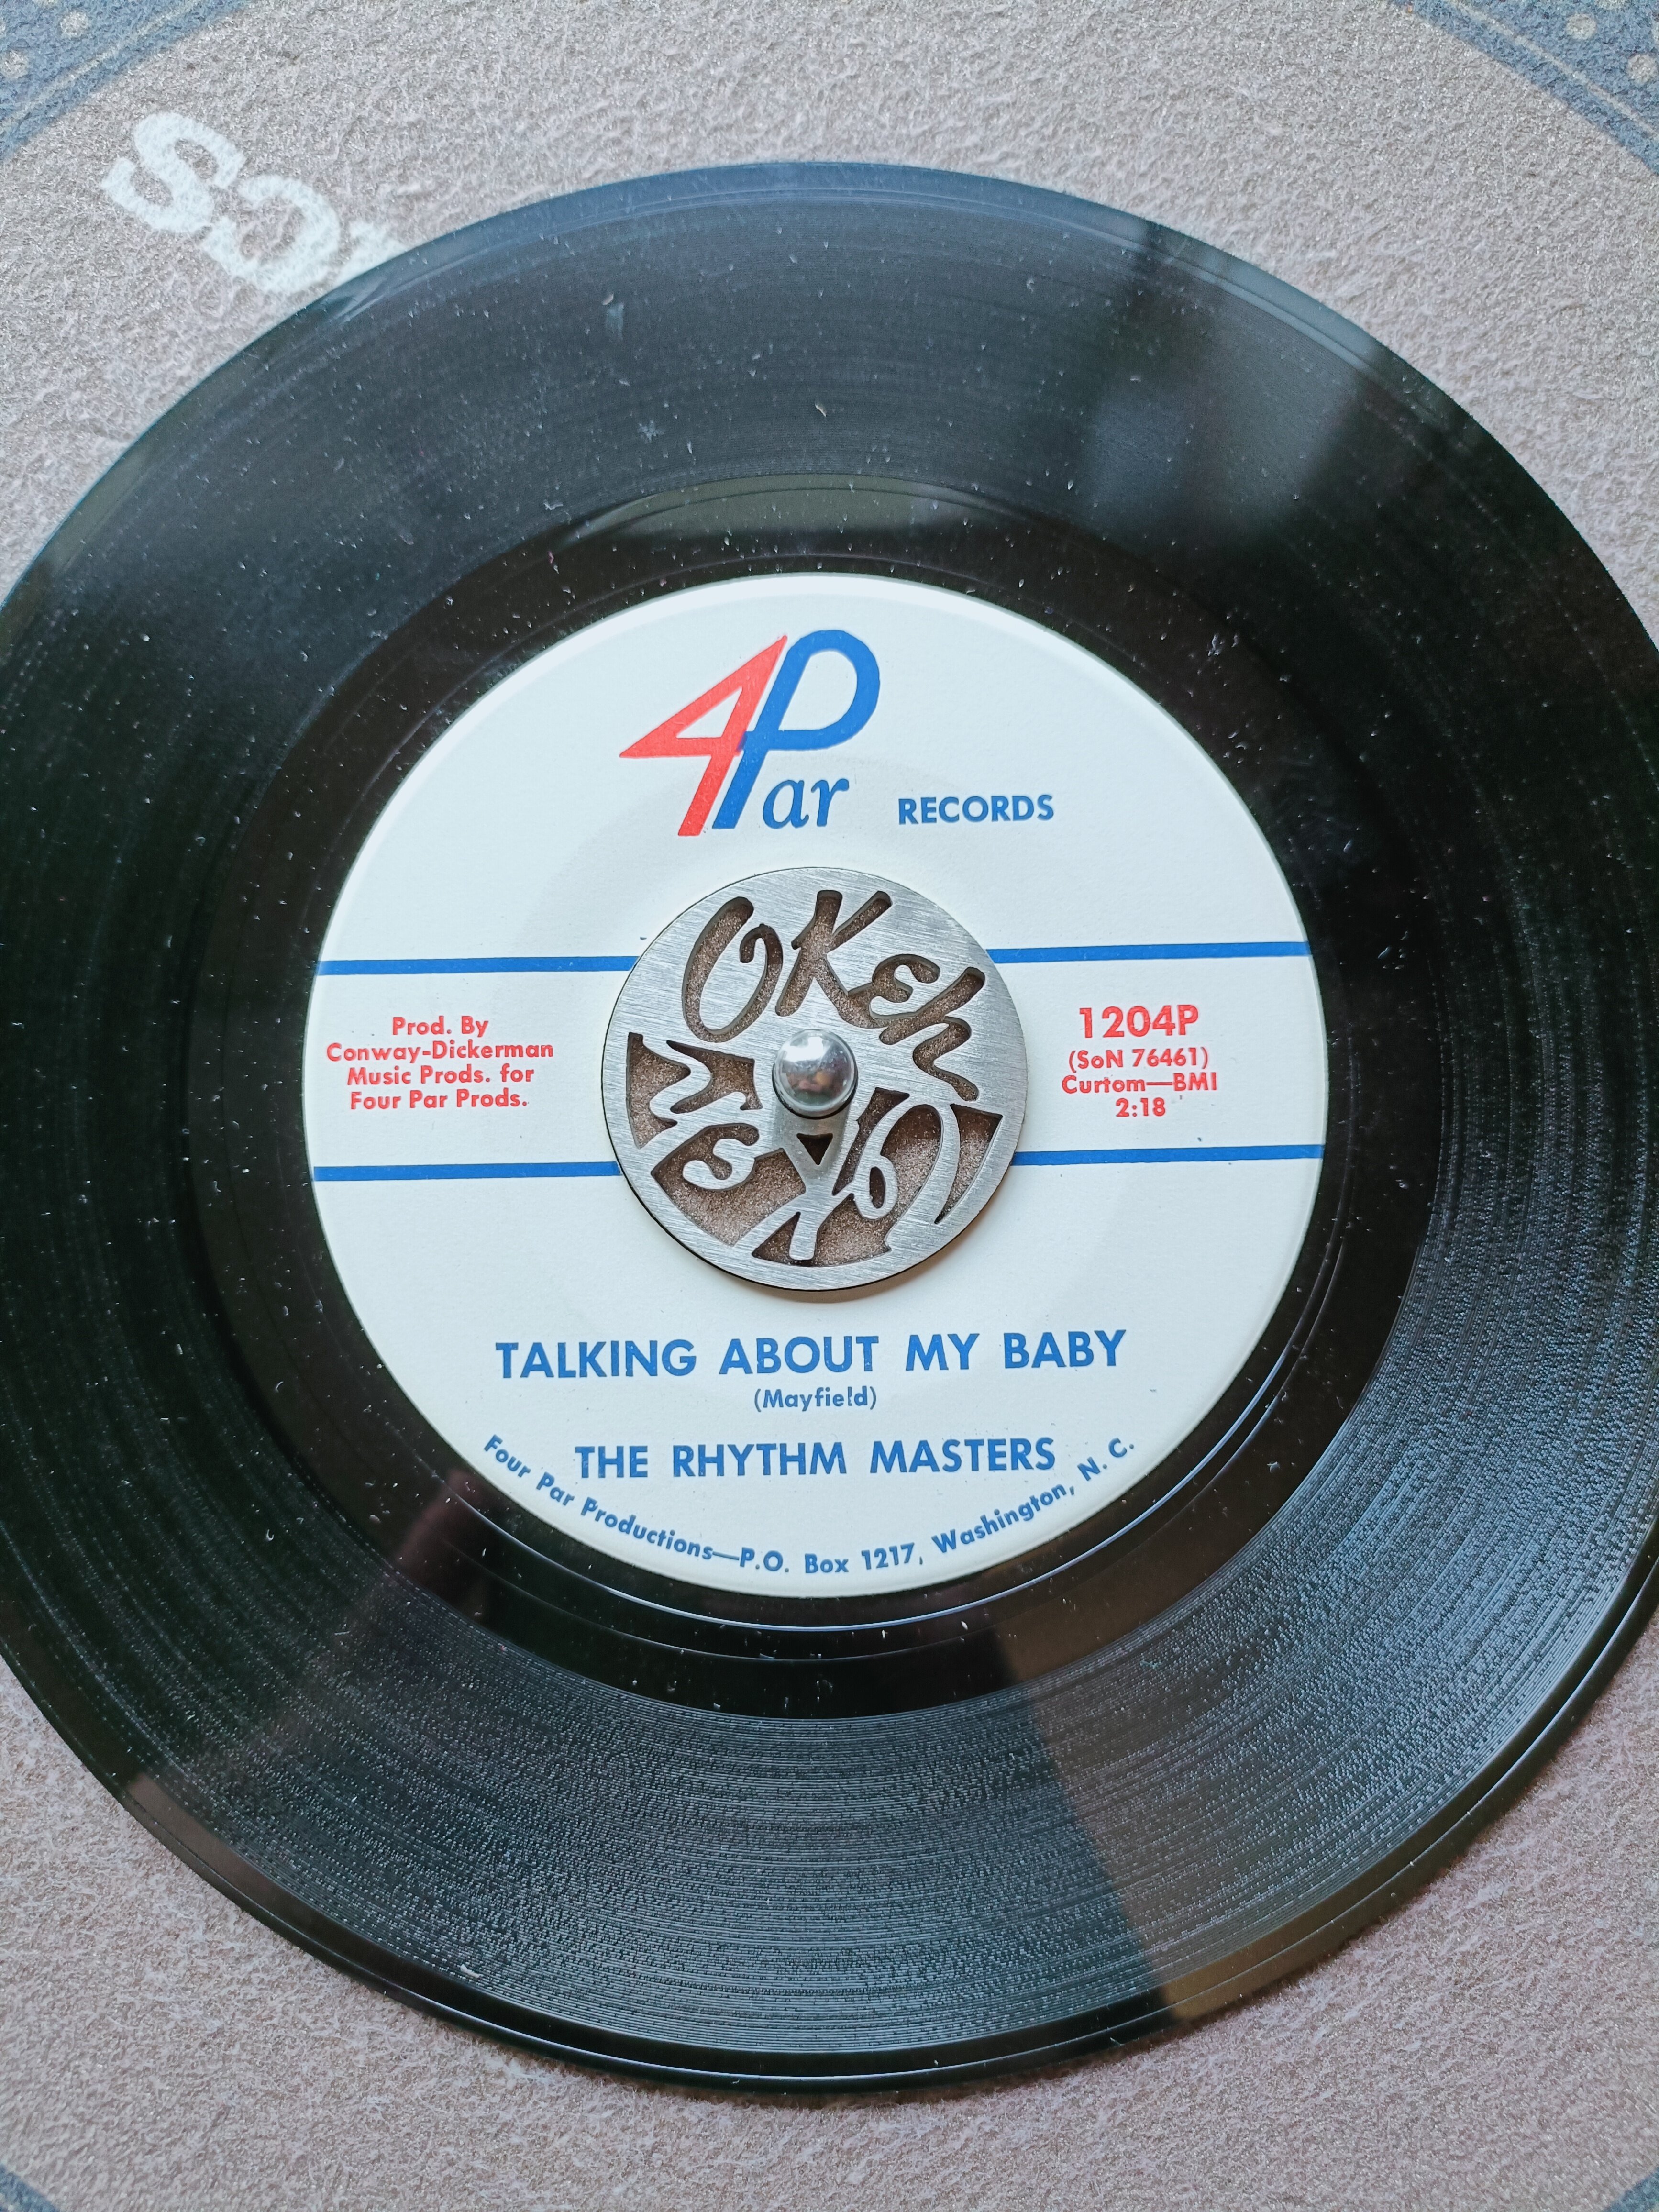 4Par RECORDS
OKeh
Prod. By
Conway-Dickerman
Music Prods. for
Four Par Prods.
1204P
(SoN 76461)
Curtom—BMI
2:18
TALKING ABOUT MY BABY
(Mayfield)
THE RHYTHM MASTERS
Four Par Productions—P.O. Box 1217, Washington, N. C.